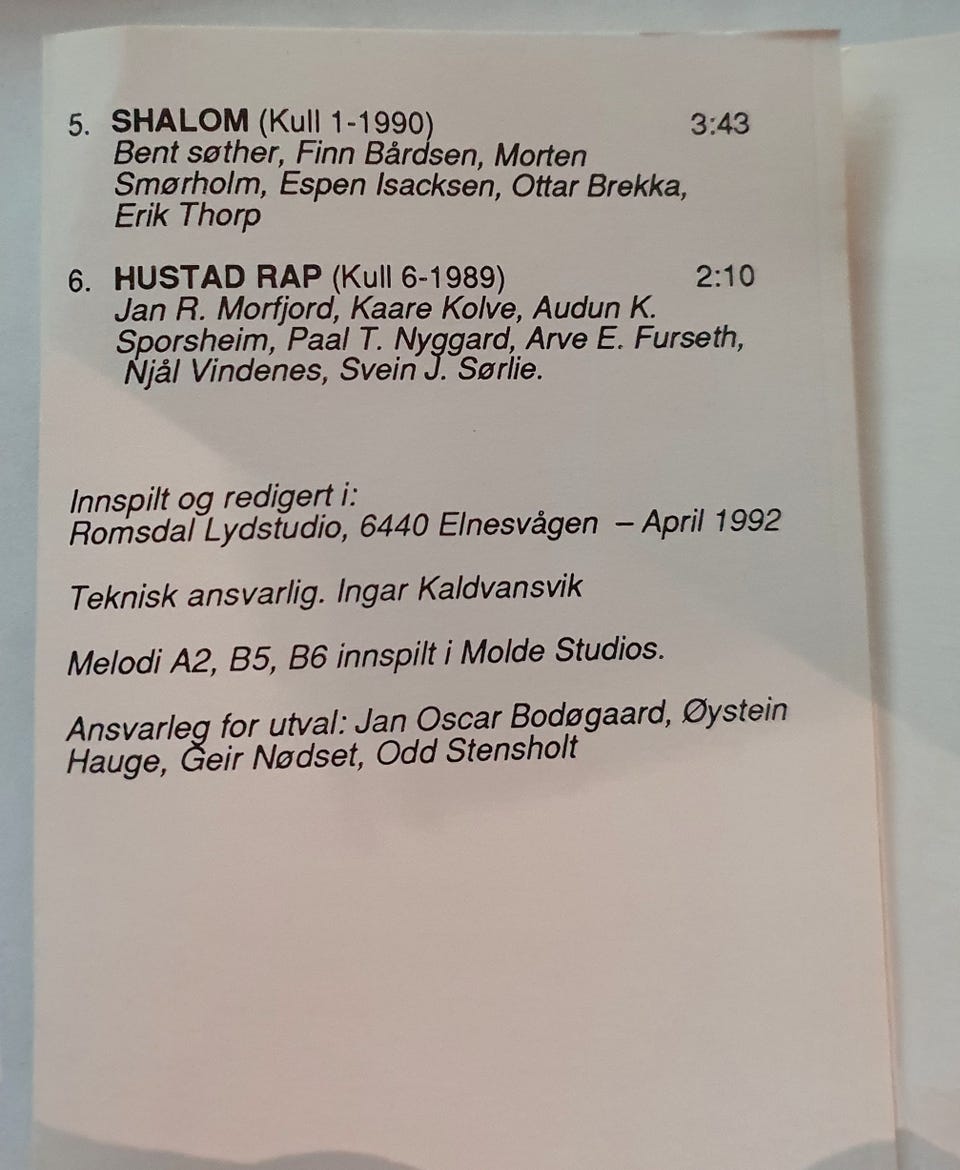 5. SHALOM (Kull 1-1990) 3:43
Bent søther, Finn Bårdsen, Morten
Smørholm, Espen Isacksen, Ottar Brekka,
Erik Thorp
6. HUSTAD RAP (Kull 6-1989) 2:10
Jan R. Morfjord, Kaare Kolve, Audun K.
Sporsheim, Paal T. Nyggard, Arve E. Furseth,
Njål Vindenes, Svein J. Sørlie.
Innspilt og redigert i:
Romsdal Lydstudio, 6440 Elnesvågen – April 1992
Teknisk ansvarlig. Ingar Kaldvansvik
Melodi A2, B5, B6 innspilt i Molde Studios.
Ansvarleg for utval: Jan Oscar Bodøgaard, Øystein
Hauge, Geir Nødset, Odd Stensholt